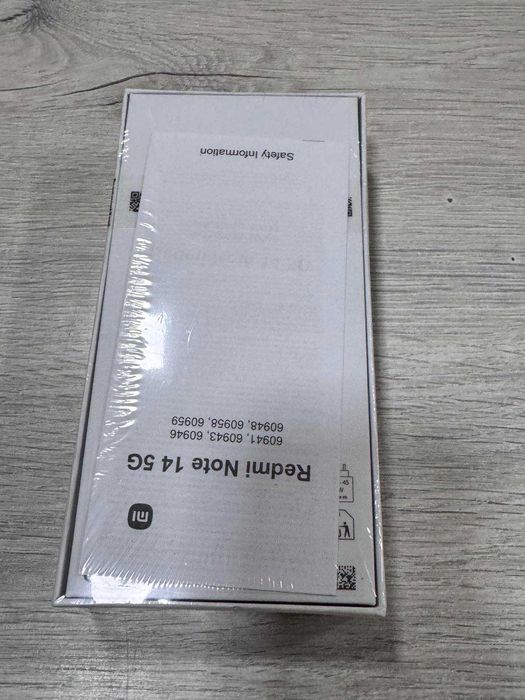 mi
Redmi Note 14 5G
60941, 60943, 60946
60948, 60958, 60959
Safety Information